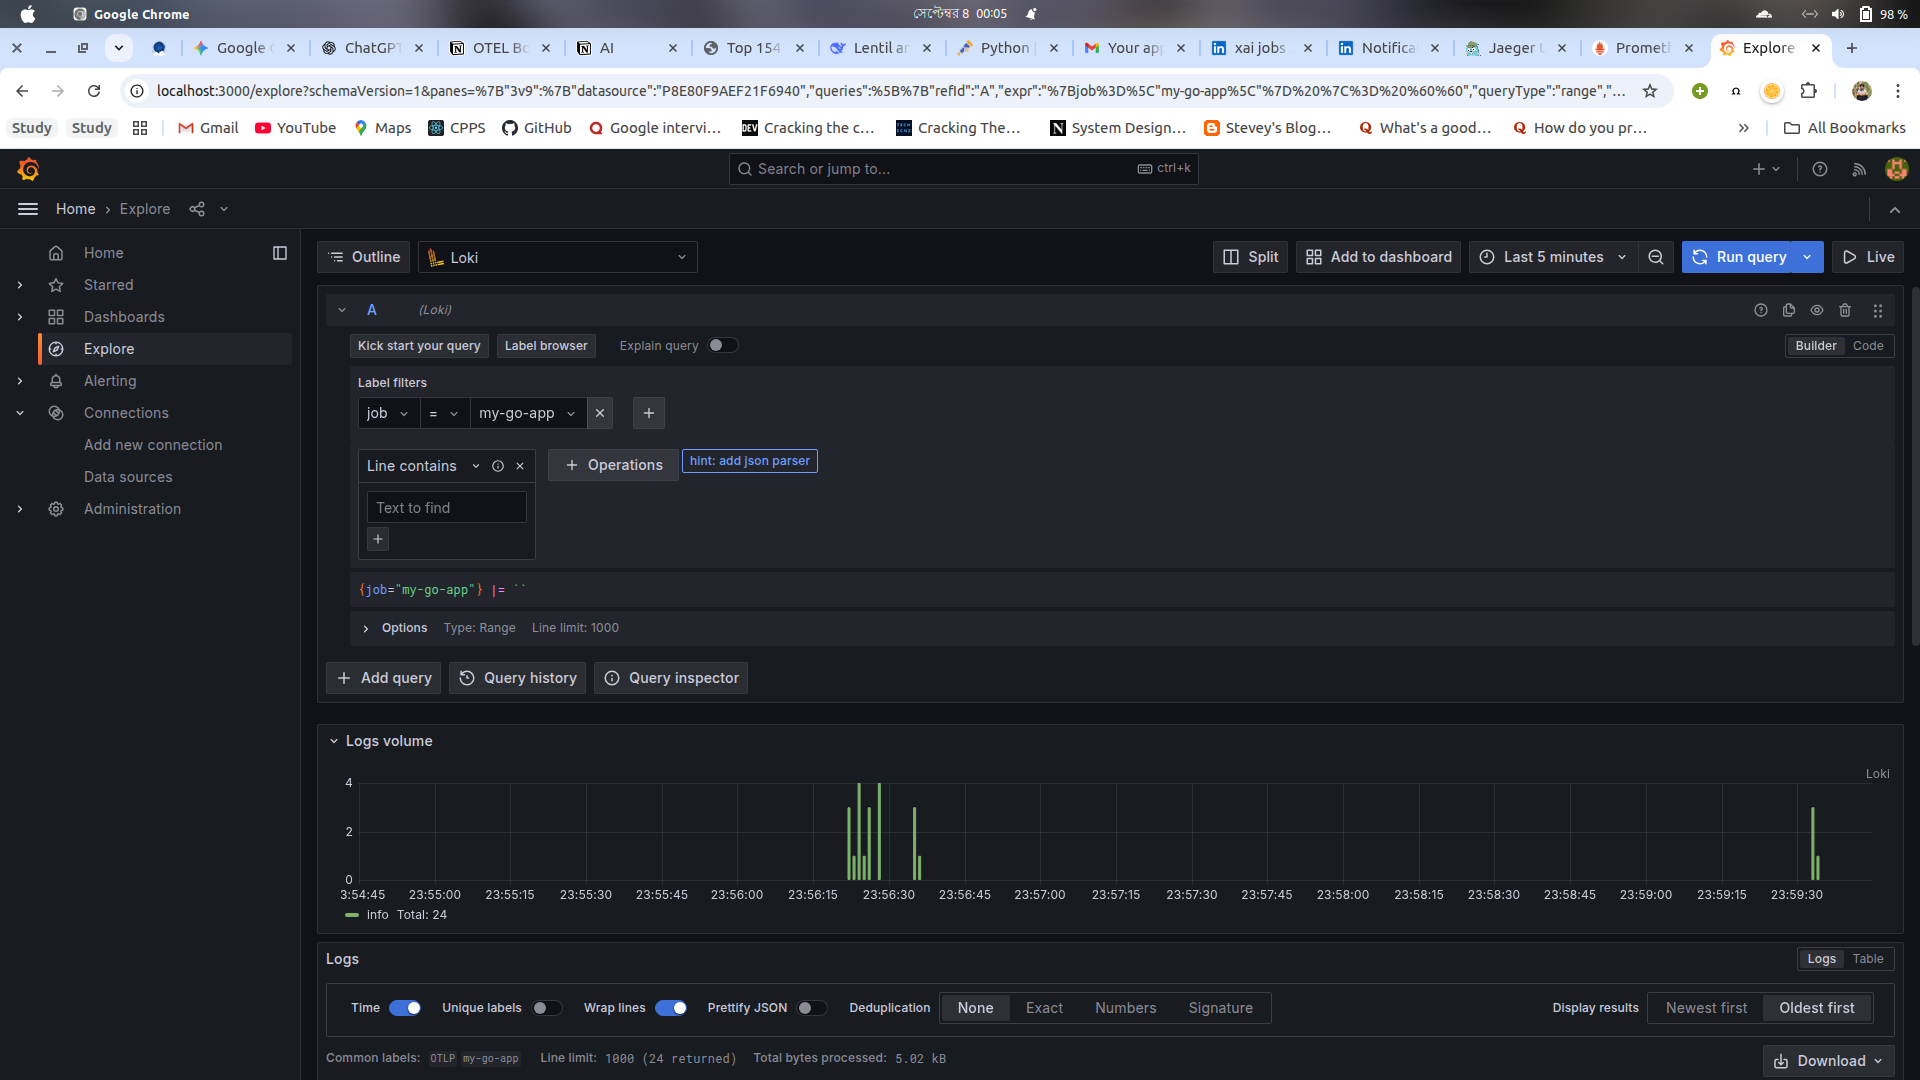 Google Chrome
সেপ্টেম্বর 8 00:05
98 %
Google
ChatGPT
OTEL Bo
AI
Top 154
Lentil a
Python
Your app
xai jobs
Notifica
Jaeger U
Prometh
Explore
localhost:3000/explore?schemaVersion=1&panes=%7B"3v9":%7B"datasource":"P8E80F9AEF21F6940","queries":%5B%7B"refId":"A","expr":"%7Bjob%3D%5C"my-go-app%5C"%7D%20%7C%3D%20%60%60","queryType":"range","...
Study
Study
Gmail
YouTube
Maps
CPPS
GitHub
Google intervi...
Cracking the c...
Cracking The...
System Design...
Stevey's Blog...
What's a good...
How do you pr...
All Bookmarks
Search or jump to...
ctrl+k
Home › Explore
Home
Starred
Dashboards
Explore
Alerting
Connections
Add new connection
Data sources
Administration
Outline
Loki
Split
Add to dashboard
Last 5 minutes
Run query
Live
A (Loki)
Kick start your query
Label browser
Explain query
Builder
Code
Label filters
job = my-go-app
Line contains
Operations
hint: add json parser
Text to find
{job="my-go-app"} |= ``
Options Type: Range Line limit: 1000
Add query
Query history
Query inspector
Logs volume
Loki
4
2
0
3:54:45 23:55:00 23:55:15 23:55:30 23:55:45 23:56:00 23:56:15 23:56:30 23:56:45 23:57:00 23:57:15 23:57:30 23:57:45 23:58:00 23:58:15 23:58:30 23:58:45 23:59:00 23:59:15 23:59:30
info Total: 24
Logs
Logs
Table
Time
Unique labels
Wrap lines
Prettify JSON
Deduplication
None
Exact
Numbers
Signature
Display results
Newest first
Oldest first
Common labels: OTLP my-go-app Line limit: 1000 (24 returned) Total bytes processed: 5.02 kB
Download